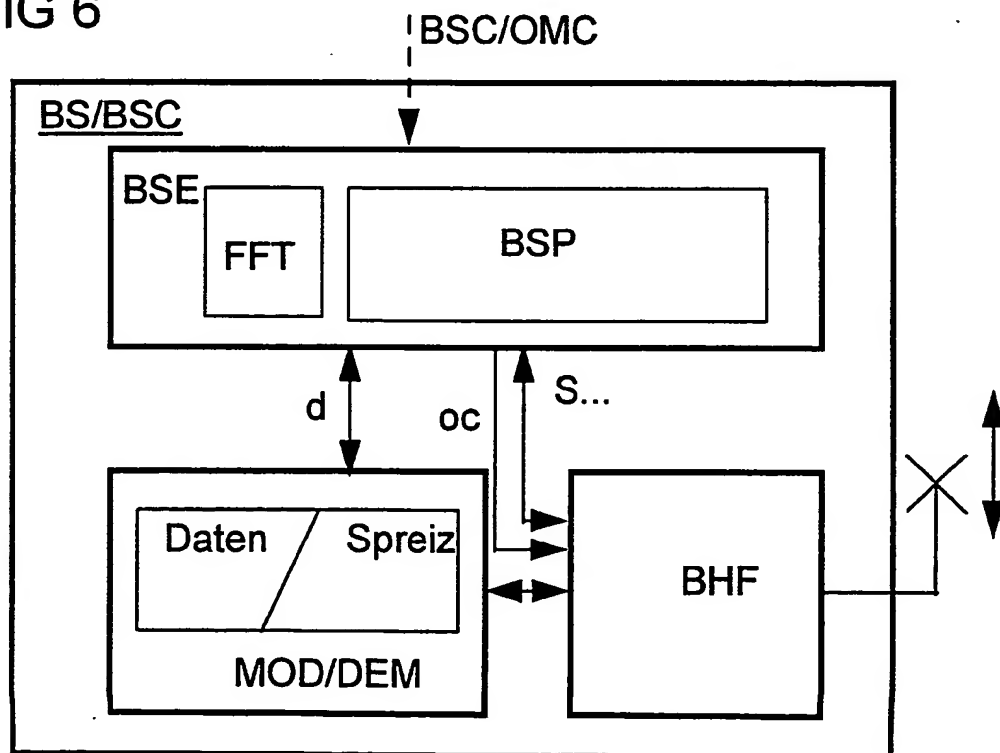 IG 6
BSC/OMC
BS/BSC
BSE
FFT
BSP
d
oc
S...
Daten
Spreiz
BHF
MOD/DEM